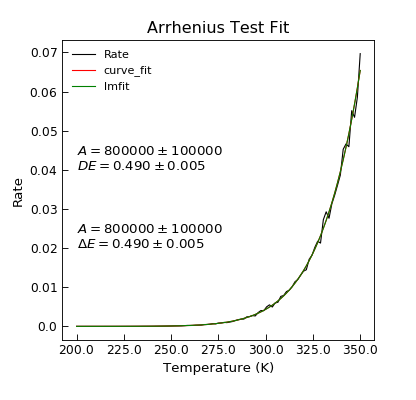 Arrhenius Test Fit
0.07
0.06
0.05
0.04
0.03
0.02
0.01
0.0
Rate
Rate
curve_fit
lmfit
A = 800000 ± 100000
DE = 0.490 ± 0.005
A = 800000 ± 100000
ΔE = 0.490 ± 0.005
200.0 225.0 250.0 275.0 300.0 325.0 350.0
Temperature (K)